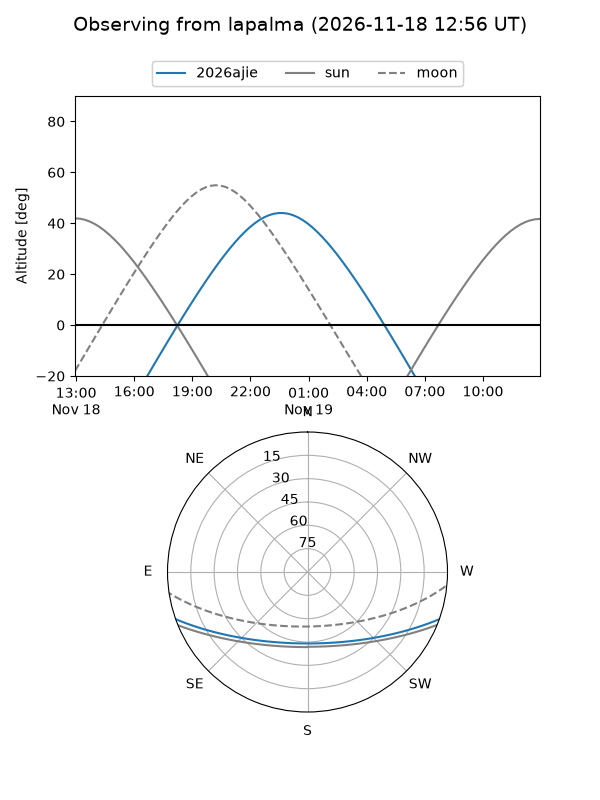 Observing from lapalma (2026-11-18 12:56 UT)
2026ajie sun moon
Altitude [deg]
80
60
40
20
0
−20
13:00 16:00 19:00 22:00 01:00 04:00 07:00 10:00
Nov 18 Nov 19
N
NE NW
15
30
45
60
75
E W
SE SW
S